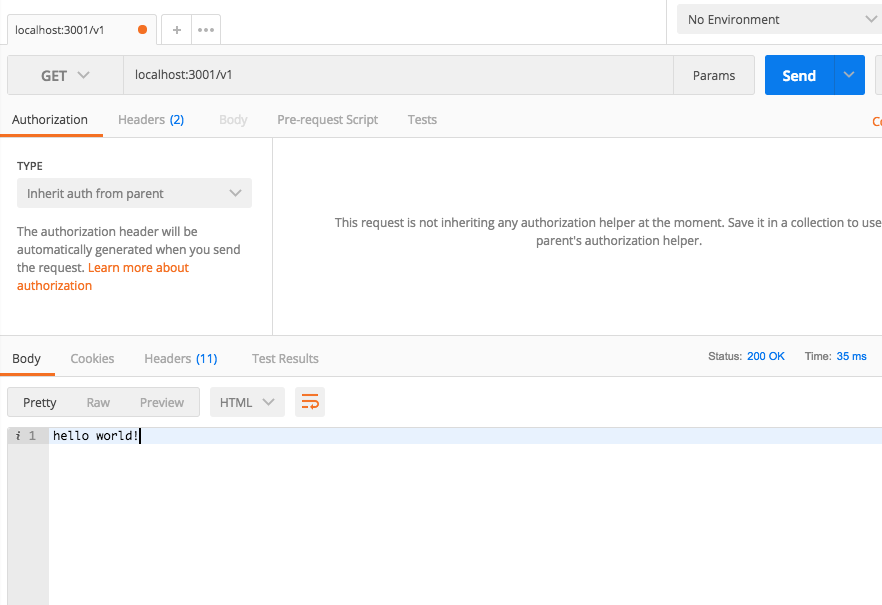 localhost:3001/v1
No Environment
GET localhost:3001/v1 Params Send
Authorization Headers (2) Body Pre-request Script Tests
TYPE
Inherit auth from parent
The authorization header will be
automatically generated when you send
the request. Learn more about
authorization
This request is not inheriting any authorization helper at the moment. Save it in a collection to use
parent's authorization helper.
Body Cookies Headers (11) Test Results Status: 200 OK Time: 35 ms
Pretty Raw Preview HTML
i 1 hello world!